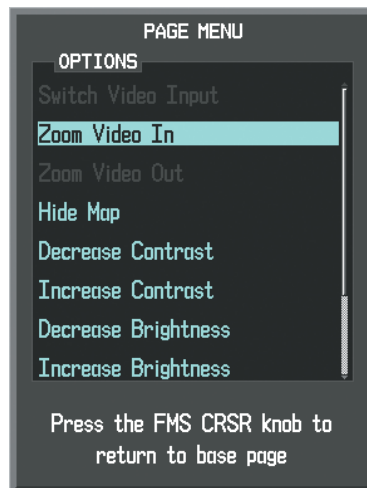 PAGE MENU
OPTIONS
Switch Video Input
Zoom Video In
Zoom Video Out
Hide Map
Decrease Contrast
Increase Contrast
Decrease Brightness
Increase Brightness
Press the FMS CRSR knob to
return to base page